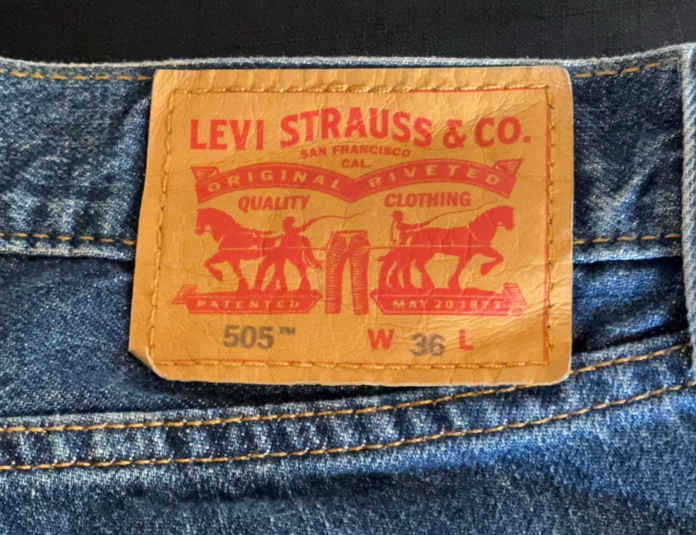 LEVI STRAUSS & CO.
SAN FRANCISCO
CAL.
ORIGINAL RIVETED
QUALITY CLOTHING
PATENTED MAY 20 1873
505™ W 36 L